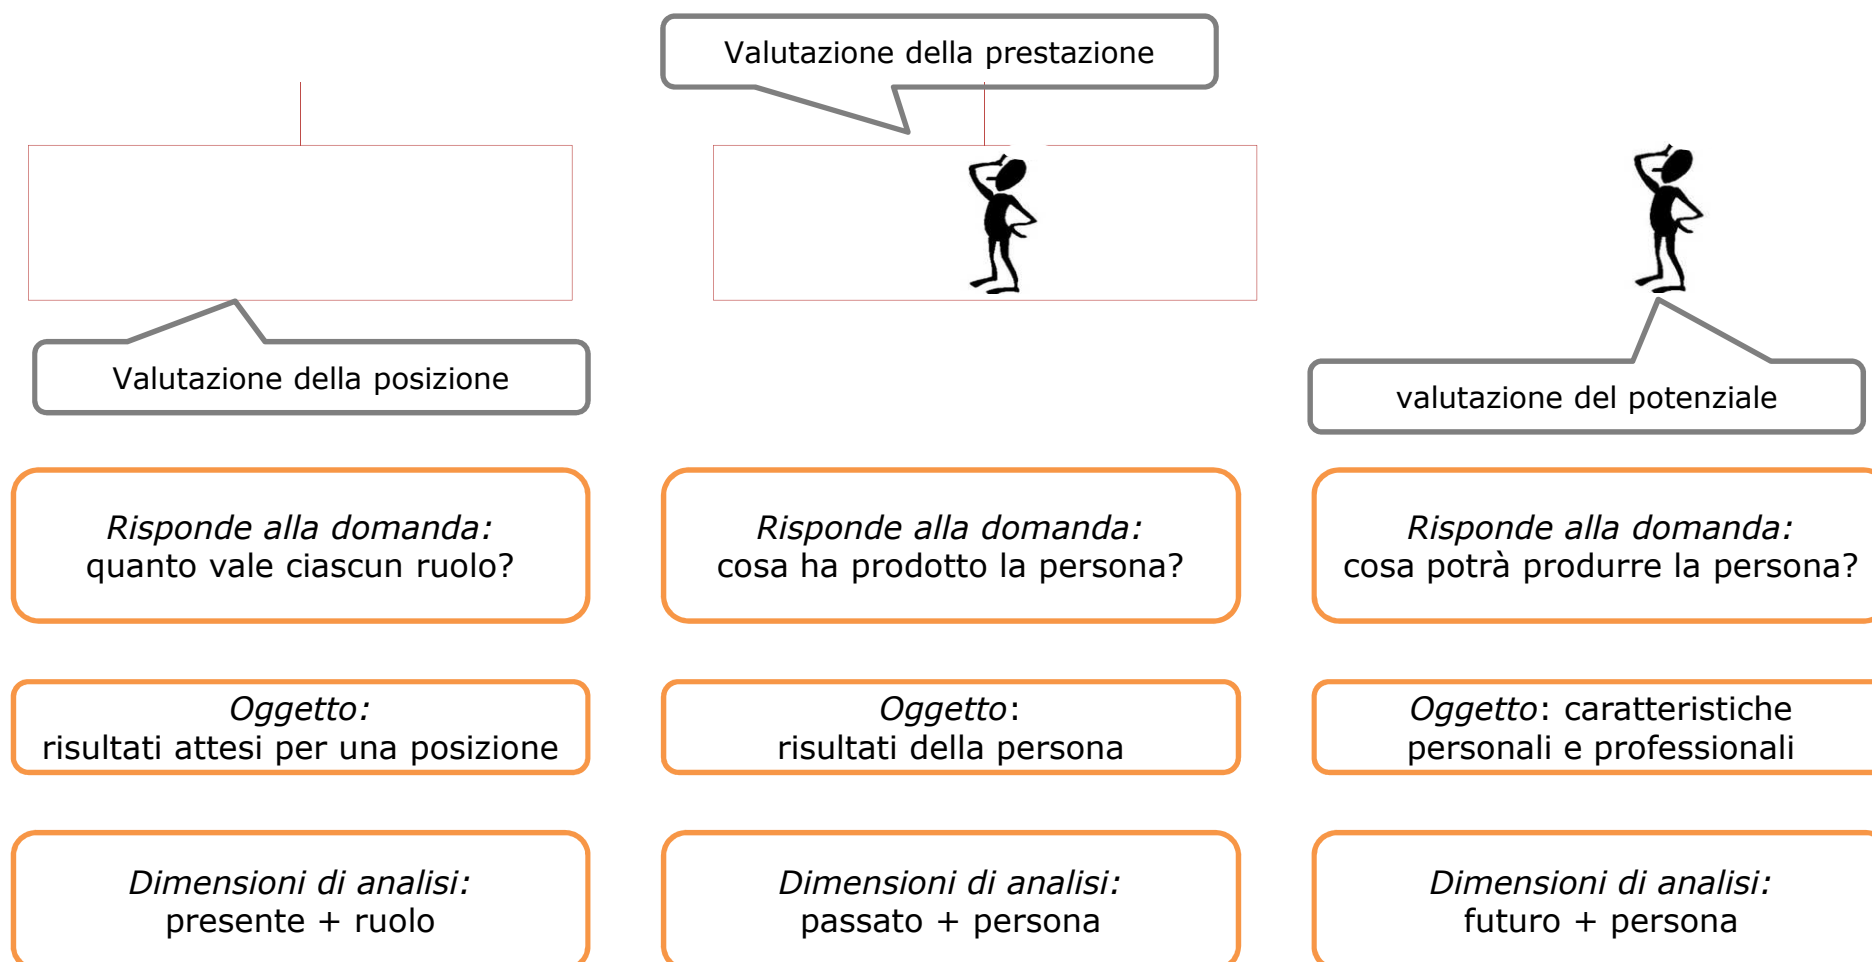 Valutazione della prestazione
Valutazione della posizione
valutazione del potenziale
Risponde alla domanda:
quanto vale ciascun ruolo?
Risponde alla domanda:
cosa ha prodotto la persona?
Risponde alla domanda:
cosa potrà produrre la persona?
Oggetto:
risultati attesi per una posizione
Oggetto:
risultati della persona
Oggetto: caratteristiche
personali e professionali
Dimensioni di analisi:
presente + ruolo
Dimensioni di analisi:
passato + persona
Dimensioni di analisi:
futuro + persona